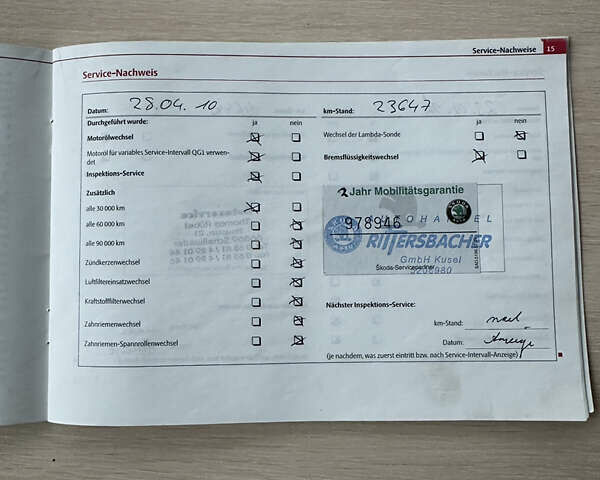 Service-Nachweise 15
Service-Nachweis
Datum: 28.04.10 km-Stand: 23647
Durchgeführt wurde: ja nein ja nein
Motorölwechsel
Wechsel der Lambda-Sonde
Motoröl für variables Service-Intervall QG1 verwen-
det
Bremsflüssigkeitswechsel
Inspektions-Service
Zusätzlich
alle 30 000 km
alle 60 000 km
alle 90 000 km
Zündkerzenwechsel
Luftfiltereinsatzwechsel
Kraftstofffilterwechsel
Zahnriemenwechsel
Zahnriemen-Spannrollenwechsel
2 Jahr Mobilitätsgarantie
978946
AUTOHANDEL
RITTERSBACHER
GmbH Kusel
Škoda-Servicepartner
Nächster Inspektions-Service:
km-Stand: nach
Datum: Anzeige
(je nachdem, was zuerst eintritt bzw. nach Service-Intervall-Anzeige)